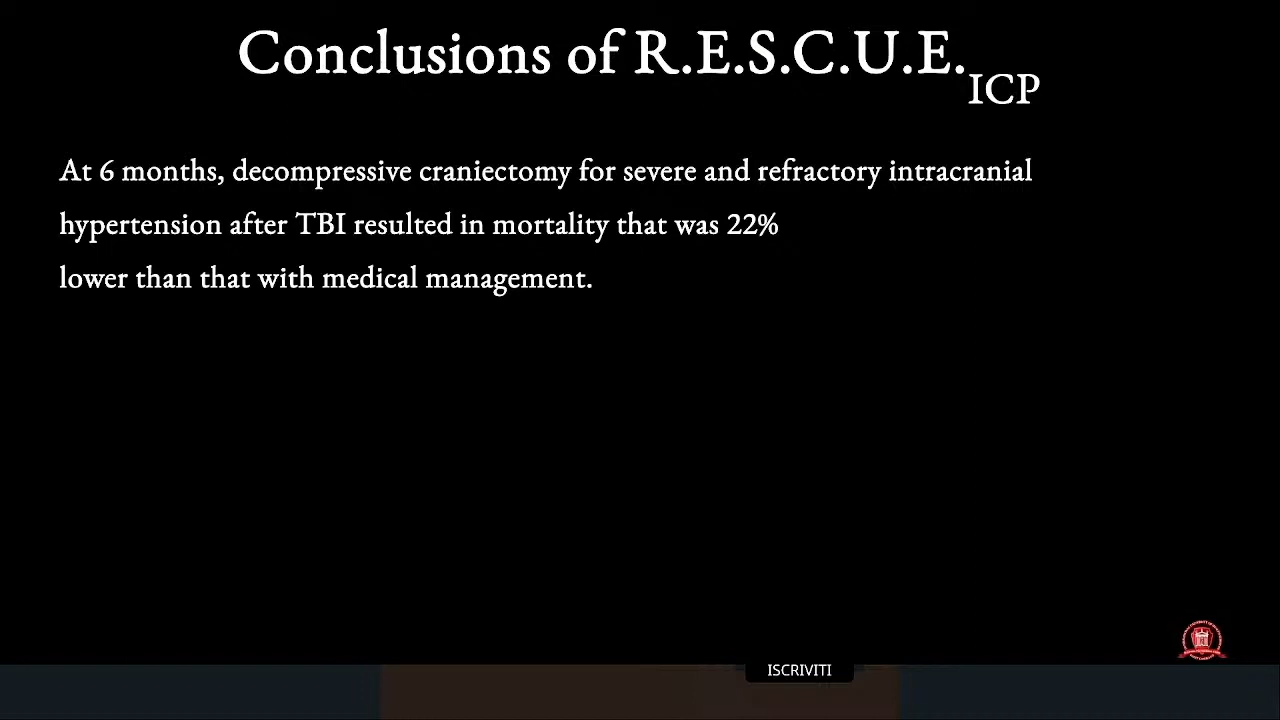 Conclusions of R.E.S.C.U.E.ICP
At 6 months, decompressive craniectomy for severe and refractory intracranial
hypertension after TBI resulted in mortality that was 22%
lower than that with medical management.
ISCRIVITI